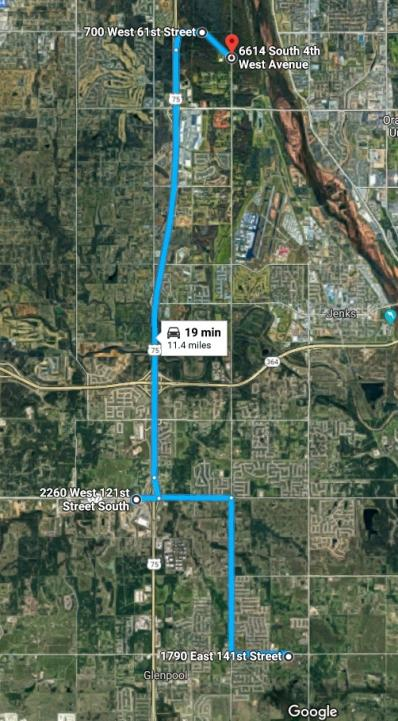 700 West 61st Street
6614 South 4th
West Avenue
75
Jenks
19 min
11.4 miles
75
364
2260 West 121st
Street South
75
1790 East 141st Street
Glenpool
Google